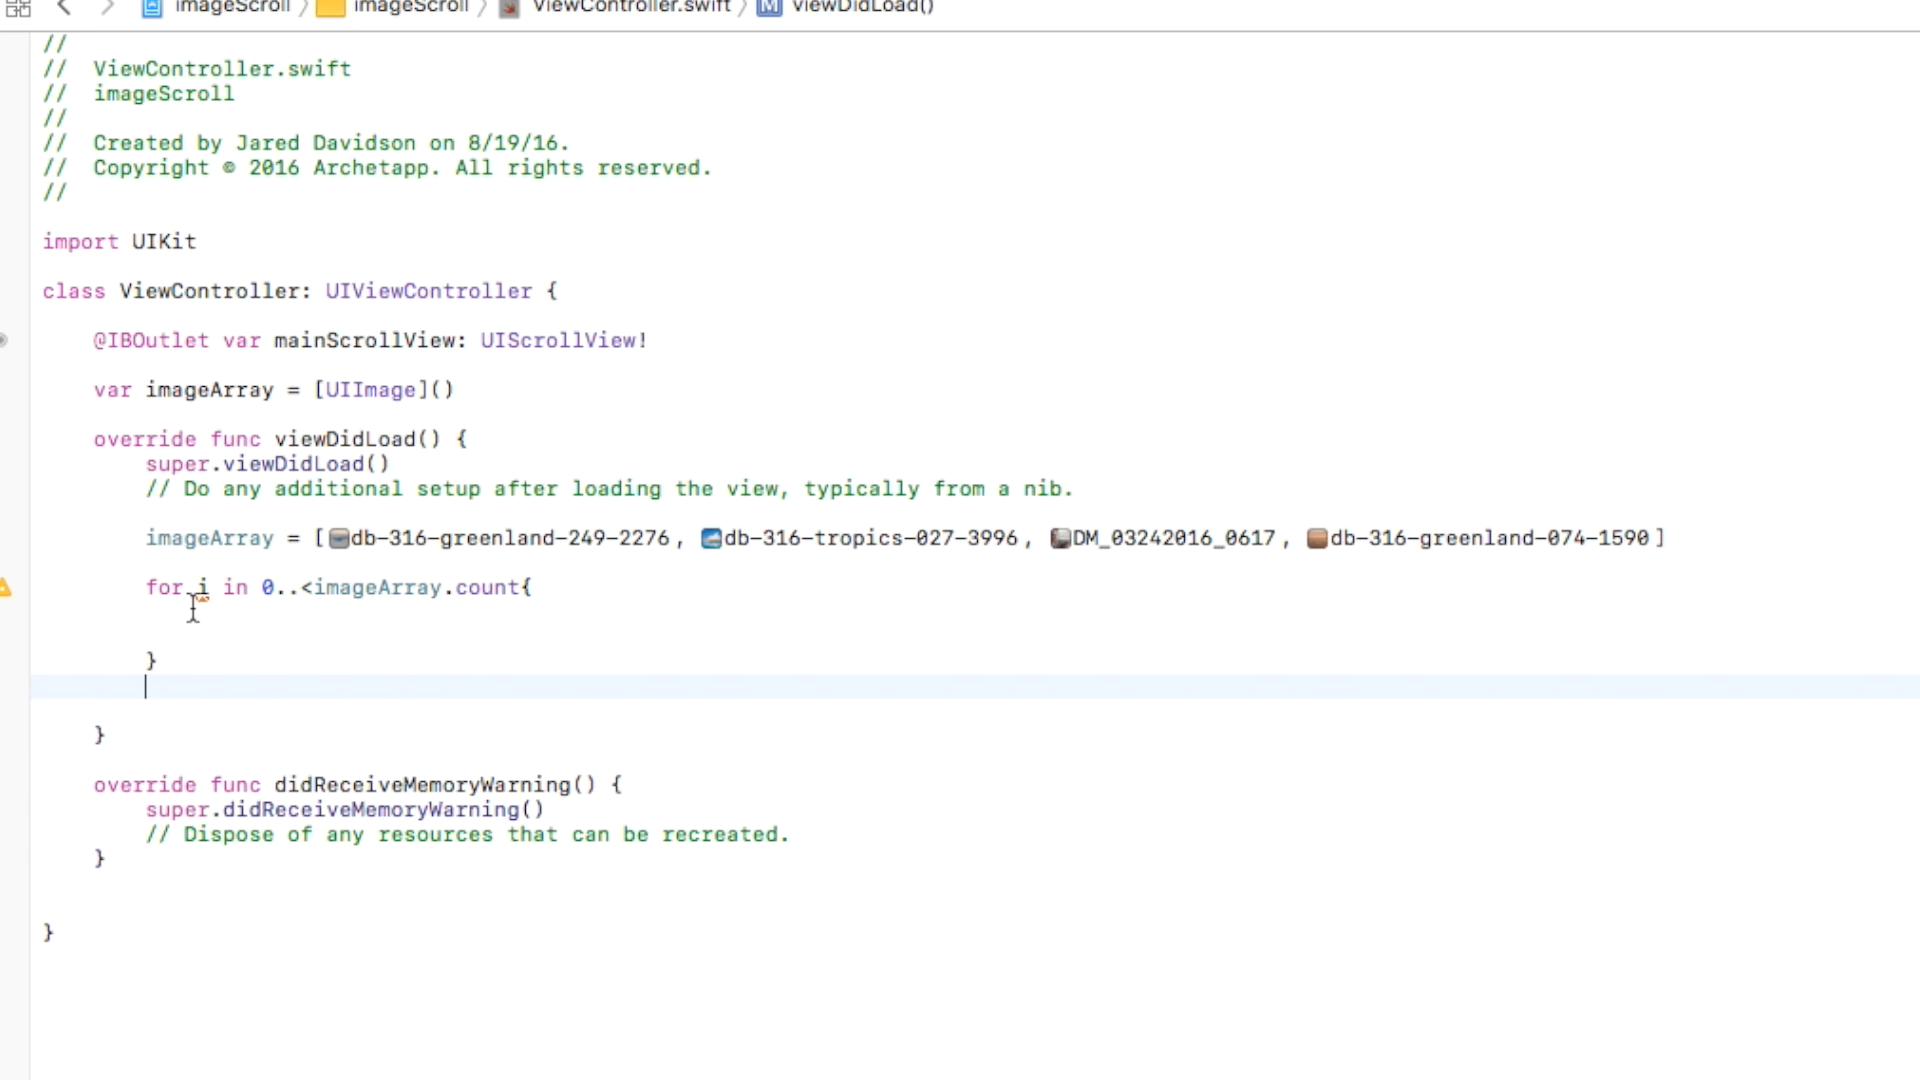 imageScroll 〉 imageScroll 〉 ViewController.swift 〉 M viewDidLoad()
//
//  ViewController.swift
//  imageScroll
//
//  Created by Jared Davidson on 8/19/16.
//  Copyright © 2016 Archetapp. All rights reserved.
//
import UIKit
class ViewController: UIViewController {
@IBOutlet var mainScrollView: UIScrollView!
var imageArray = [UIImage]()
override func viewDidLoad() {
super.viewDidLoad()
// Do any additional setup after loading the view, typically from a nib.
imageArray = [db-316-greenland-249-2276, db-316-tropics-027-3996, DM_03242016_0617, db-316-greenland-074-1590]
for i in 0..<imageArray.count{
}
}
override func didReceiveMemoryWarning() {
super.didReceiveMemoryWarning()
// Dispose of any resources that can be recreated.
}
}